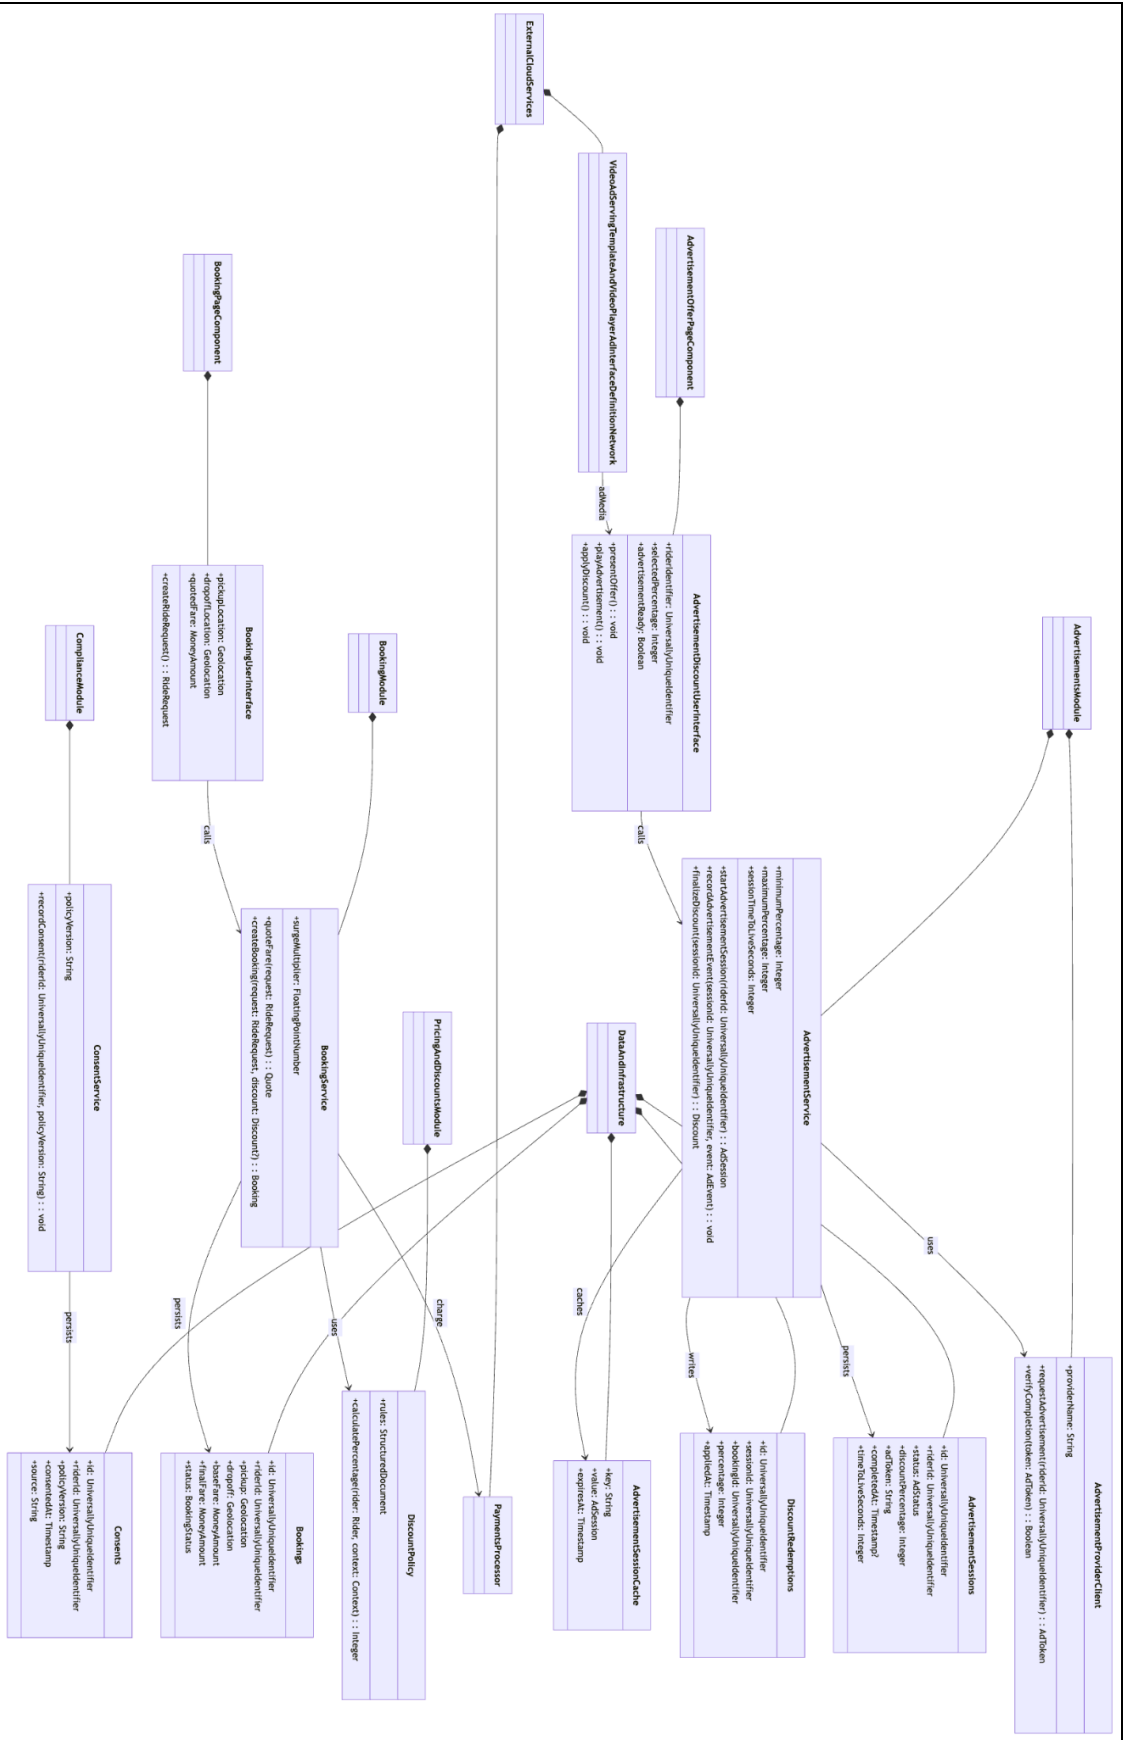 ExternalCloudServices
VideoAdServingTemplateAndVideoPlayerAdInterfaceDefinitionNetwork
AdvertisementOfferPageComponent
BookingPageComponent
adMedia
AdvertisementDiscountUserInterface
+riderIdentifier: UniversallyUniqueIdentifier
+selectedPercentage: Integer
+advertisementReady: Boolean
+presentOffer() : : void
+playAdvertisement() : : void
+applyDiscount() : : void
AdvertisementsModule
BookingUserInterface
+pickupLocation: Geolocation
+dropoffLocation: Geolocation
+quotedFare: MoneyAmount
+createRideRequest() : : RideRequest
BookingModule
ComplianceModule
calls
calls
AdvertisementService
+minimumPercentage: Integer
+maximumPercentage: Integer
+sessionTimeToLiveSeconds: Integer
+startAdvertisementSession(riderId: UniversallyUniqueIdentifier) : : AdSession
+recordAdvertisementEvent(sessionId: UniversallyUniqueIdentifier, event: AdEvent) : : void
+finalizeDiscount(sessionId: UniversallyUniqueIdentifier) : : Discount
BookingService
+surgeMultiplier: FloatingPointNumber
+quoteFare(request: RideRequest) : : Quote
+createBooking(request: RideRequest, discount: Discount?) : : Booking
ConsentService
+policyVersion: String
+recordConsent(riderId: UniversallyUniqueIdentifier, policyVersion: String) : : void
PricingAndDiscountsModule
DataAndInfrastructure
uses
caches
writes
persists
charge
uses
persists
persists
AdvertisementProviderClient
+providerName: String
+requestAdvertisement(riderId: UniversallyUniqueIdentifier) : : AdToken
+verifyCompletion(token: AdToken) : : Boolean
AdvertisementSessions
+id: UniversallyUniqueIdentifier
+riderId: UniversallyUniqueIdentifier
+status: AdStatus
+discountPercentage: Integer
+adToken: String
+completedAt: Timestamp?
+timeToLiveSeconds: Integer
DiscountRedemptions
+id: UniversallyUniqueIdentifier
+sessionId: UniversallyUniqueIdentifier
+bookingId: UniversallyUniqueIdentifier
+percentage: Integer
+appliedAt: Timestamp
AdvertisementSessionCache
+key: String
+value: AdSession
+expiresAt: Timestamp
PaymentsProcessor
DiscountPolicy
+rules: StructuredDocument
+calculatePercentage(rider: Rider, context: Context) : : Integer
Bookings
+id: UniversallyUniqueIdentifier
+riderId: UniversallyUniqueIdentifier
+pickup: Geolocation
+dropoff: Geolocation
+baseFare: MoneyAmount
+finalFare: MoneyAmount
+status: BookingStatus
Consents
+id: UniversallyUniqueIdentifier
+riderId: UniversallyUniqueIdentifier
+policyVersion: String
+consentedAt: Timestamp
+source: String